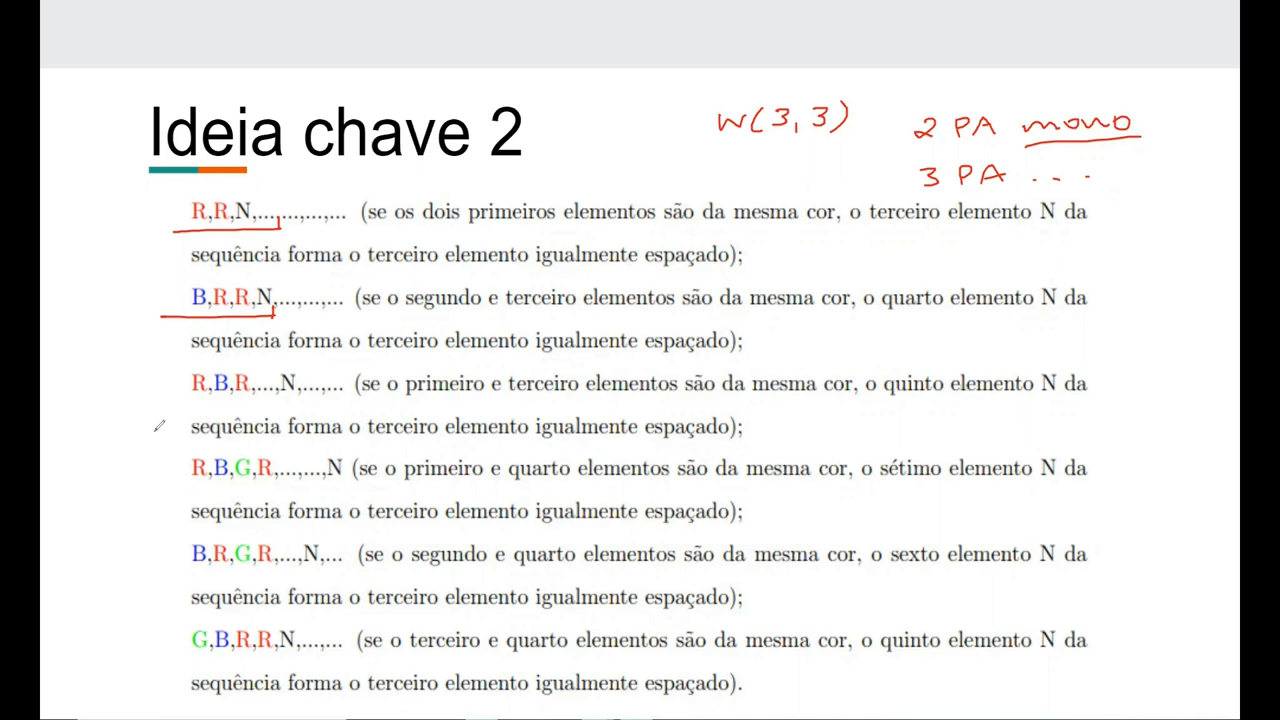 Ideia chave 2
W(3, 3)
2 PA mono
3 PA ...
R,R,N,...,...,...,... (se os dois primeiros elementos são da mesma cor, o terceiro elemento N da
sequência forma o terceiro elemento igualmente espaçado);
B,R,R,N,...,...,... (se o segundo e terceiro elementos são da mesma cor, o quarto elemento N da
sequência forma o terceiro elemento igualmente espaçado);
R,B,R,...,N,...,... (se o primeiro e terceiro elementos são da mesma cor, o quinto elemento N da
sequência forma o terceiro elemento igualmente espaçado);
R,B,G,R,...,...,N (se o primeiro e quarto elementos são da mesma cor, o sétimo elemento N da
sequência forma o terceiro elemento igualmente espaçado);
B,R,G,R,...,N,... (se o segundo e quarto elementos são da mesma cor, o sexto elemento N da
sequência forma o terceiro elemento igualmente espaçado);
G,B,R,R,N,...,... (se o terceiro e quarto elementos são da mesma cor, o quinto elemento N da
sequência forma o terceiro elemento igualmente espaçado).